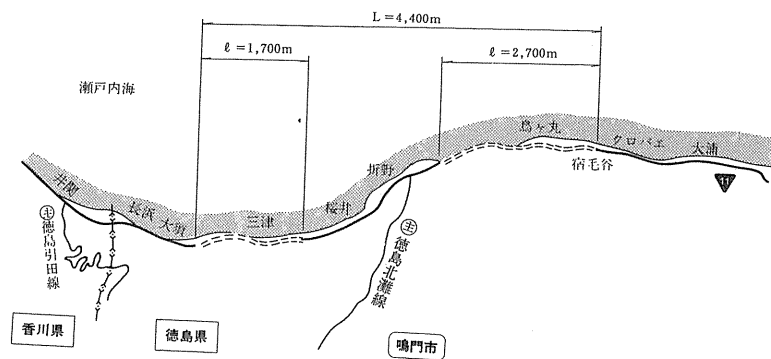 L=4,400m
ℓ=1,700m
ℓ=2,700m
瀬戸内海
島ヶ丸
クロバエ
大浦
宿毛谷
折野
井関
長浜
大須
三津
桜井
11
主徳島引田線
主徳島北灘線
香川県
徳島県
鳴門市